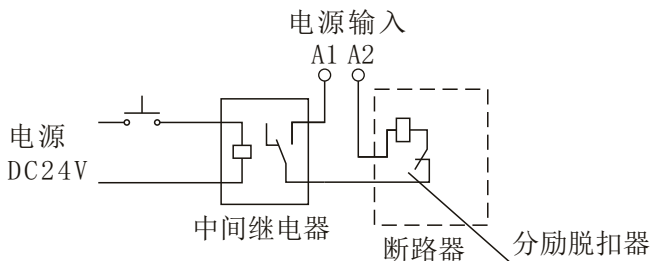 电源输入
A1 A2
电源
DC24V
中间继电器
断路器
分励脱扣器